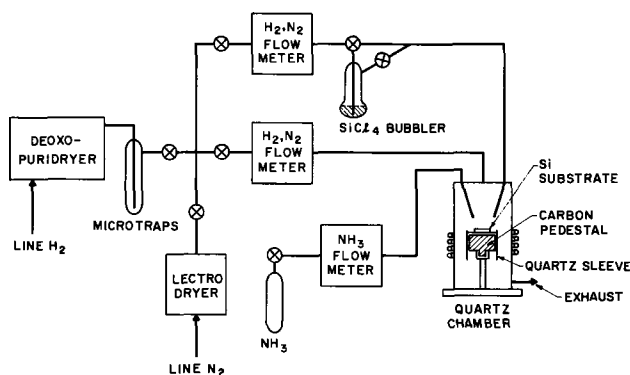 H2,N2
FLOW
METER
SiCl4 BUBBLER
DEOXO-
PURIDRYER
H2,N2
FLOW
METER
MICROTRAPS
LINE H2
Si
SUBSTRATE
CARBON
PEDESTAL
NH3
FLOW
METER
QUARTZ SLEEVE
LECTRO
DRYER
EXHAUST
QUARTZ
CHAMBER
NH3
LINE N2